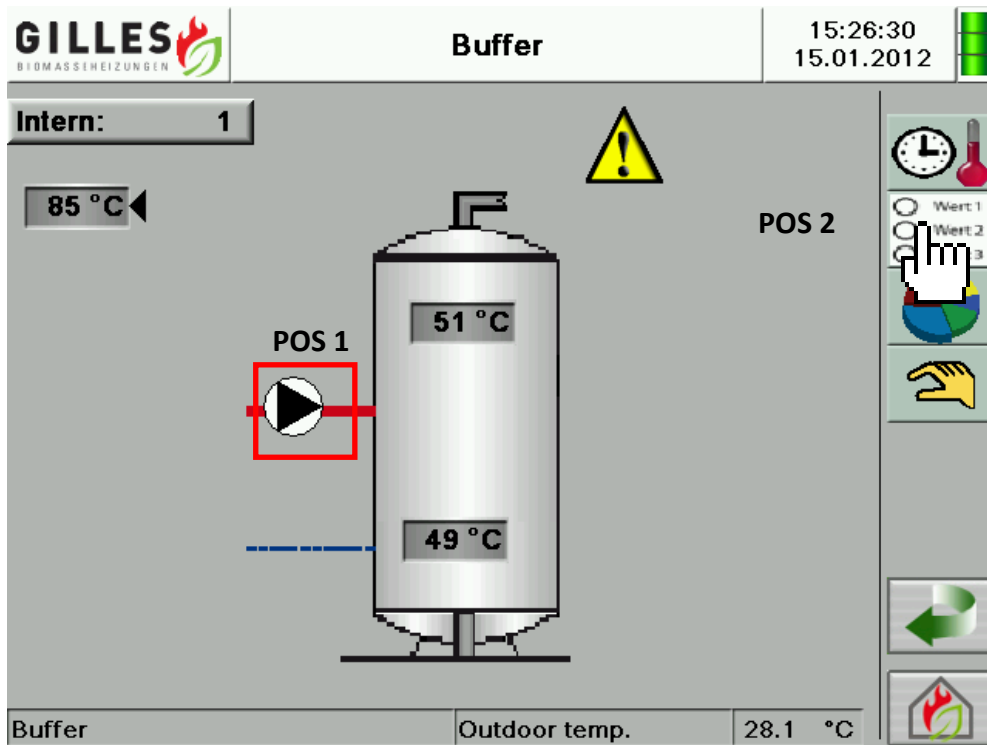 GILLES
BIOMASSEHEIZUNGEN
Buffer
15:26:30
15.01.2012
Intern: 1
85 °C
POS 2
Wert 1
Wert 2
3
51 °C
POS 1
49 °C
Buffer
Outdoor temp.
28.1 °C